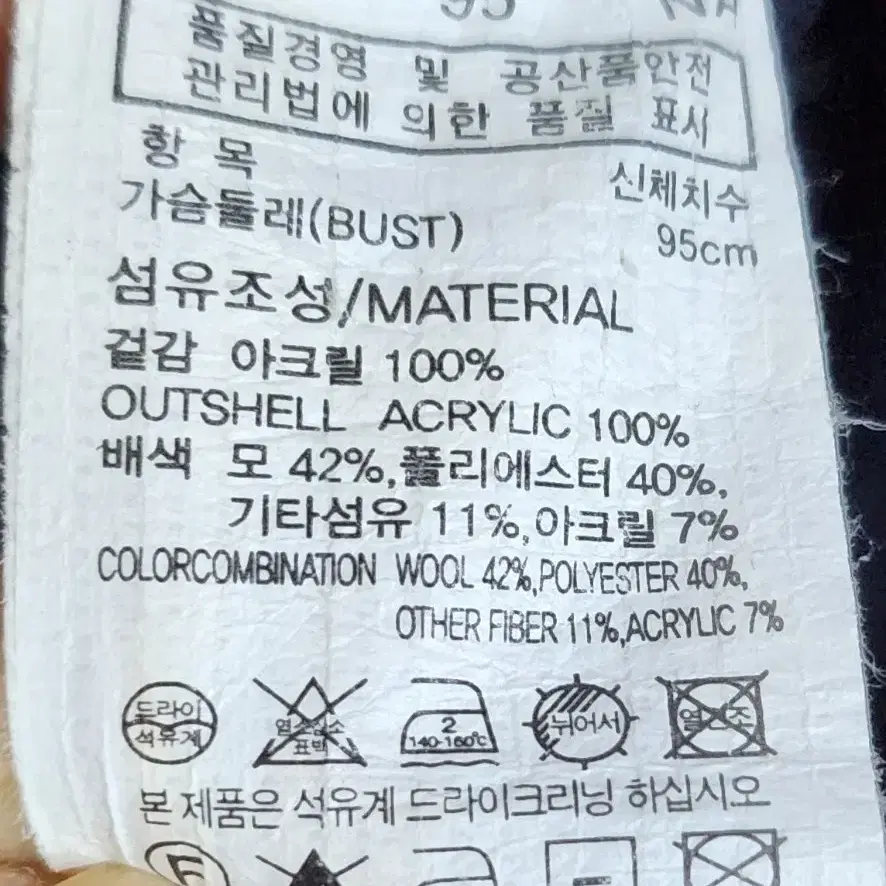 95
품질경영 및 공산품안전
관리법에 의한 품질 표시
항 목 신체치수
가슴둘레(BUST) 95cm
섬유조성/MATERIAL
겉감 아크릴 100%
OUTSHELL ACRYLIC 100%
배색 모 42%,폴리에스터 40%,
기타섬유 11%,아크릴 7%
COLORCOMBINATION WOOL 42%,POLYESTER 40%,
OTHER FIBER 11%,ACRYLIC 7%
드라이 2 뉘어서
석유계 표백 140-160℃
본 제품은 석유계 드라이크리닝 하십시오
F